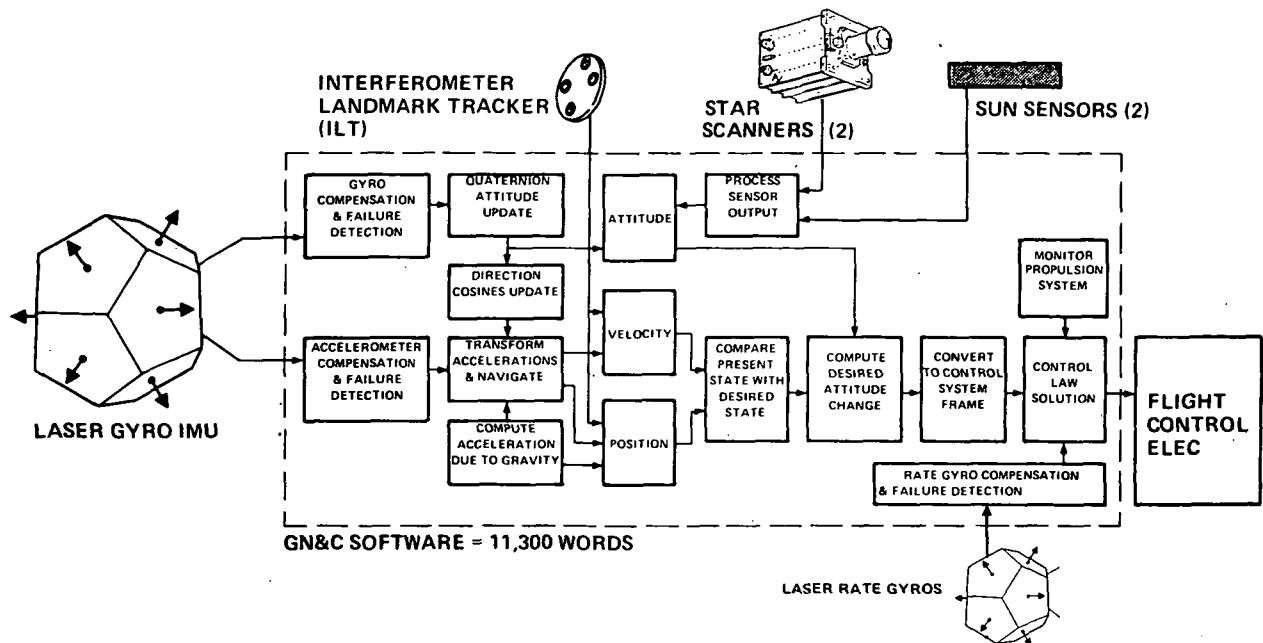 INTERFEROMETER
LANDMARK TRACKER
(ILT)
STAR
SCANNERS (2)
SUN SENSORS (2)
GYRO
COMPENSATION
& FAILURE
DETECTION
QUATERNION
ATTITUDE
UPDATE
ATTITUDE
PROCESS
SENSOR
OUTPUT
DIRECTION
COSINES UPDATE
MONITOR
PROPULSION
SYSTEM
ACCELEROMETER
COMPENSATION
& FAILURE
DETECTION
TRANSFORM
ACCELERATIONS
& NAVIGATE
VELOCITY
COMPARE
PRESENT
STATE WITH
DESIRED
STATE
COMPUTE
DESIRED
ATTITUDE
CHANGE
CONVERT
TO CONTROL
SYSTEM
FRAME
CONTROL
LAW
SOLUTION
FLIGHT
CONTROL
ELEC
LASER GYRO IMU
COMPUTE
ACCELERATION
DUE TO GRAVITY
POSITION
RATE GYRO COMPENSATION
& FAILURE DETECTION
GN&C SOFTWARE = 11,300 WORDS
LASER RATE GYROS